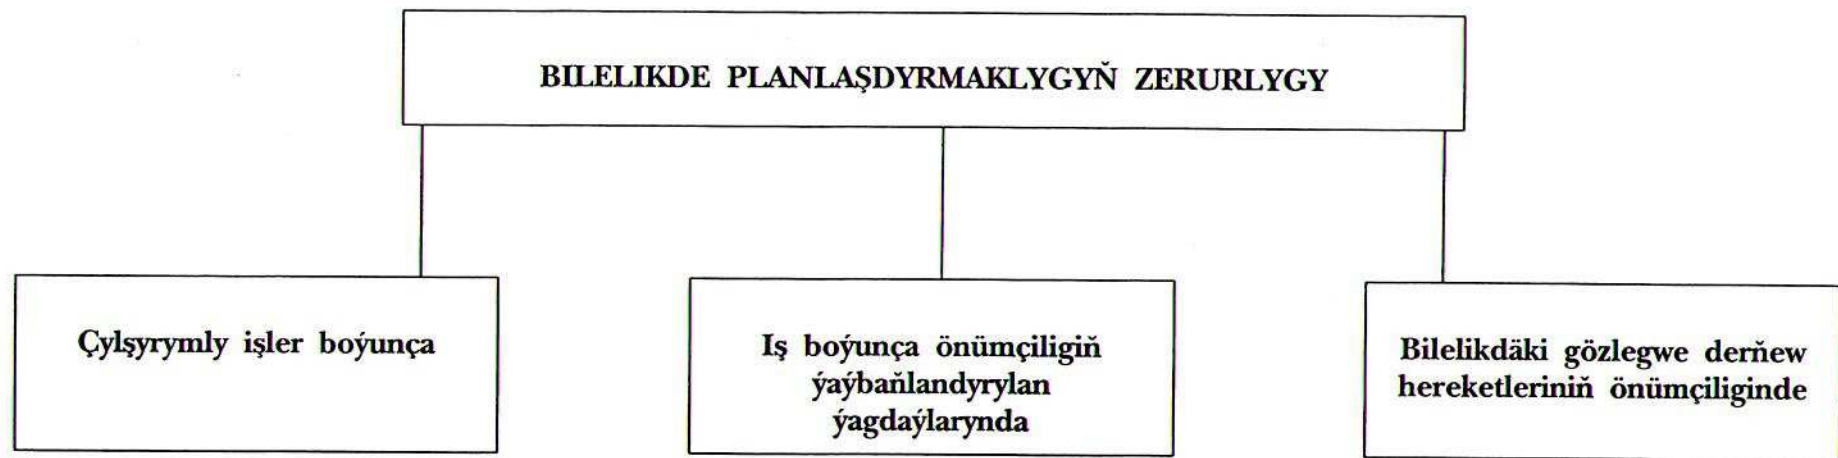 BILELIKDE PLANLAŞDYRMAKLYGYŇ ZERURLYGY
Çylşyrymly işler boýunça
Iş boýunça önümçiligiň
ýaýbaňlandyrylan
ýagdaýlarynda
Bilelikdäki gözlegwe derňew
hereketleriniň önümçiliginde